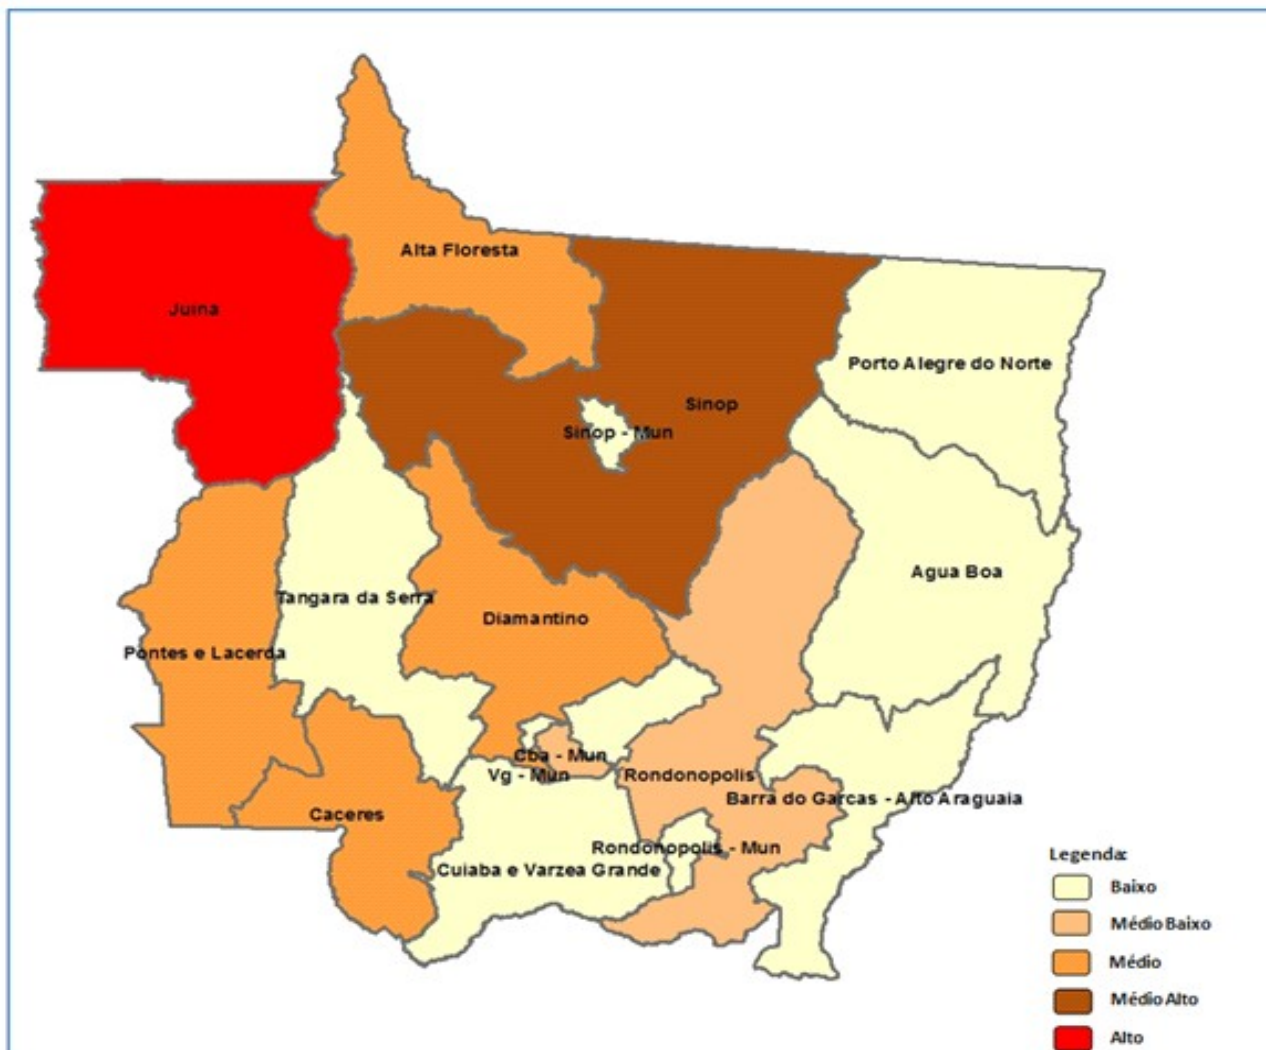 Alta Floresta
Juina
Porto Alegre do Norte
Sinop
Sinop - Mun
Agua Boa
Tangara da Serra
Diamantino
Pontes e Lacerda
Cba - Mun
Vg - Mun
Rondonopolis
Barra do Garcas - Alto Araguaia
Caceres
Rondonopolis - Mun
Cuiaba e Varzea Grande
Legenda:
Baixo
Médio Baixo
Médio
Médio Alto
Alto